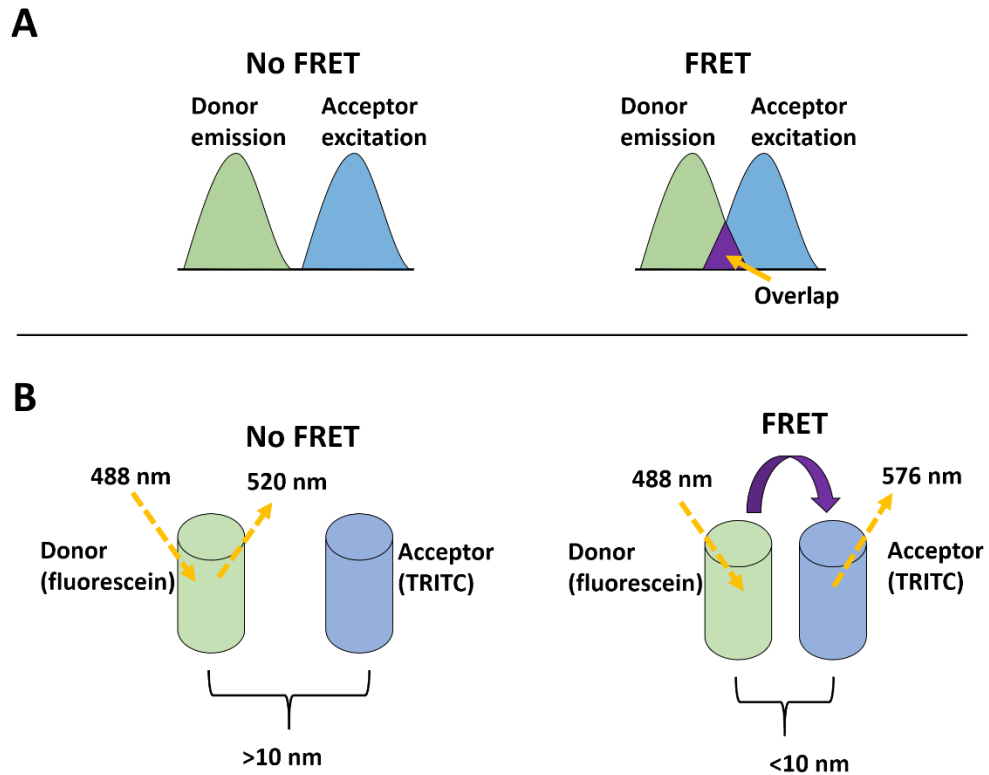 A
No FRET
Donor
emission
Acceptor
excitation
FRET
Donor
emission
Acceptor
excitation
Overlap
B
No FRET
488 nm
520 nm
Donor
(fluorescein)
Acceptor
(TRITC)
>10 nm
FRET
488 nm
576 nm
Donor
(fluorescein)
Acceptor
(TRITC)
<10 nm